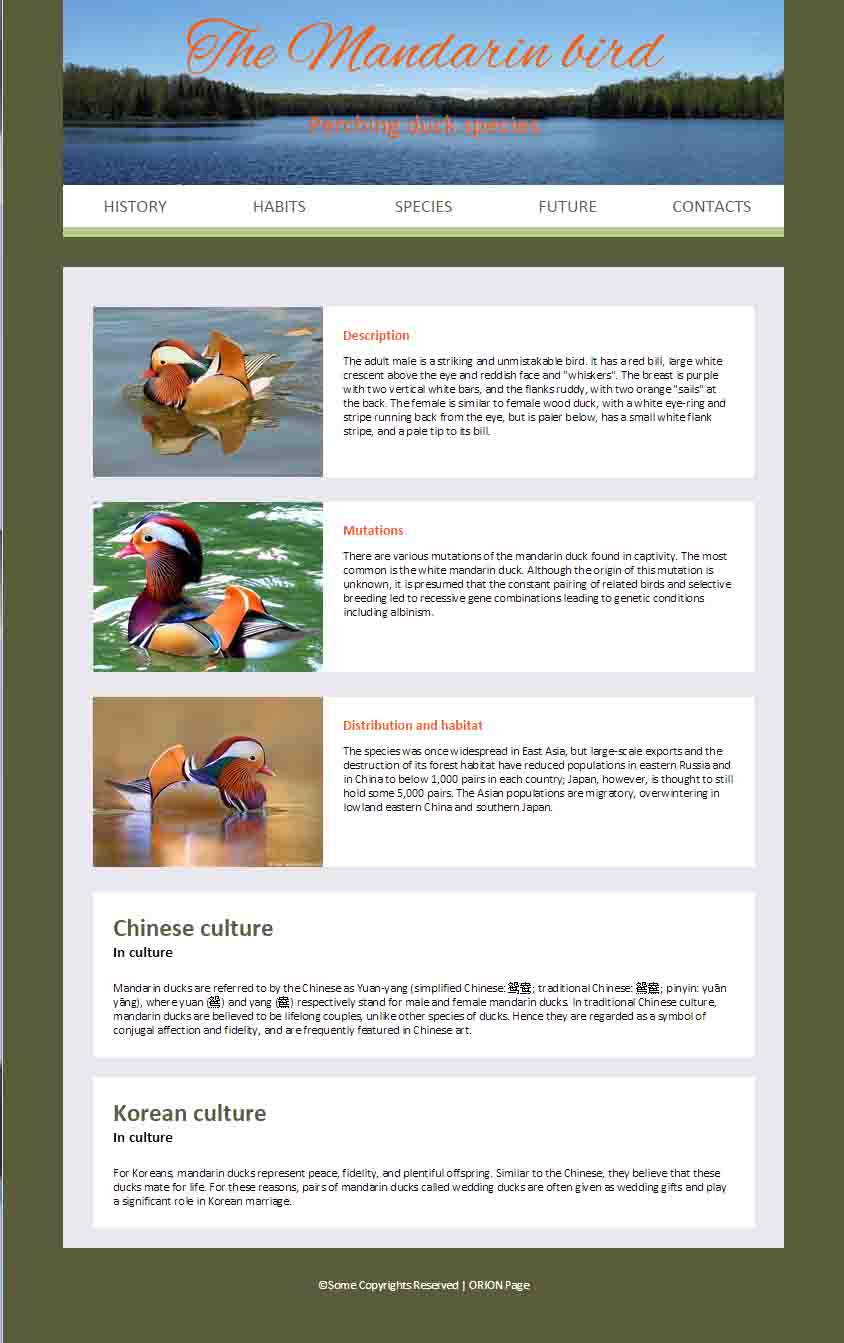 The Mandarin bird
Perching duck species
HISTORY HABITS SPECIES FUTURE CONTACTS
Description
The adult male is a striking and unmistakable bird. It has a red bill, large white
crescent above the eye and reddish face and "whiskers". The breast is purple
with two vertical white bars, and the flanks ruddy, with two orange "sails" at
the back. The female is similar to female wood duck, with a white eye-ring and
stripe running back from the eye, but is paler below, has a small white flank
stripe, and a pale tip to its bill.
Mutations
There are various mutations of the mandarin duck found in captivity. The most
common is the white mandarin duck. Although the origin of this mutation is
unknown, it is presumed that the constant pairing of related birds and selective
breeding led to recessive gene combinations leading to genetic conditions
including albinism.
Distribution and habitat
The species was once widespread in East Asia, but large-scale exports and the
destruction of its forest habitat have reduced populations in eastern Russia and
in China to below 1,000 pairs in each country; Japan, however, is thought to still
hold some 5,000 pairs. The Asian populations are migratory, overwintering in
lowland eastern China and southern Japan.
Chinese culture
In culture
Mandarin ducks are referred to by the Chinese as Yuan-yang (simplified Chinese: 鸳鸯; traditional Chinese: 鴛鴦; pinyin: yuān
yāng), where yuan (鴛) and yang (鴦) respectively stand for male and female mandarin ducks. In traditional Chinese culture,
mandarin ducks are believed to be lifelong couples, unlike other species of ducks. Hence they are regarded as a symbol of
conjugal affection and fidelity, and are frequently featured in Chinese art.
Korean culture
In culture
For Koreans, mandarin ducks represent peace, fidelity, and plentiful offspring. Similar to the Chinese, they believe that these
ducks mate for life. For these reasons, pairs of mandarin ducks called wedding ducks are often given as wedding gifts and play
a significant role in Korean marriage.
©Some Copyrights Reserved | ORION Page